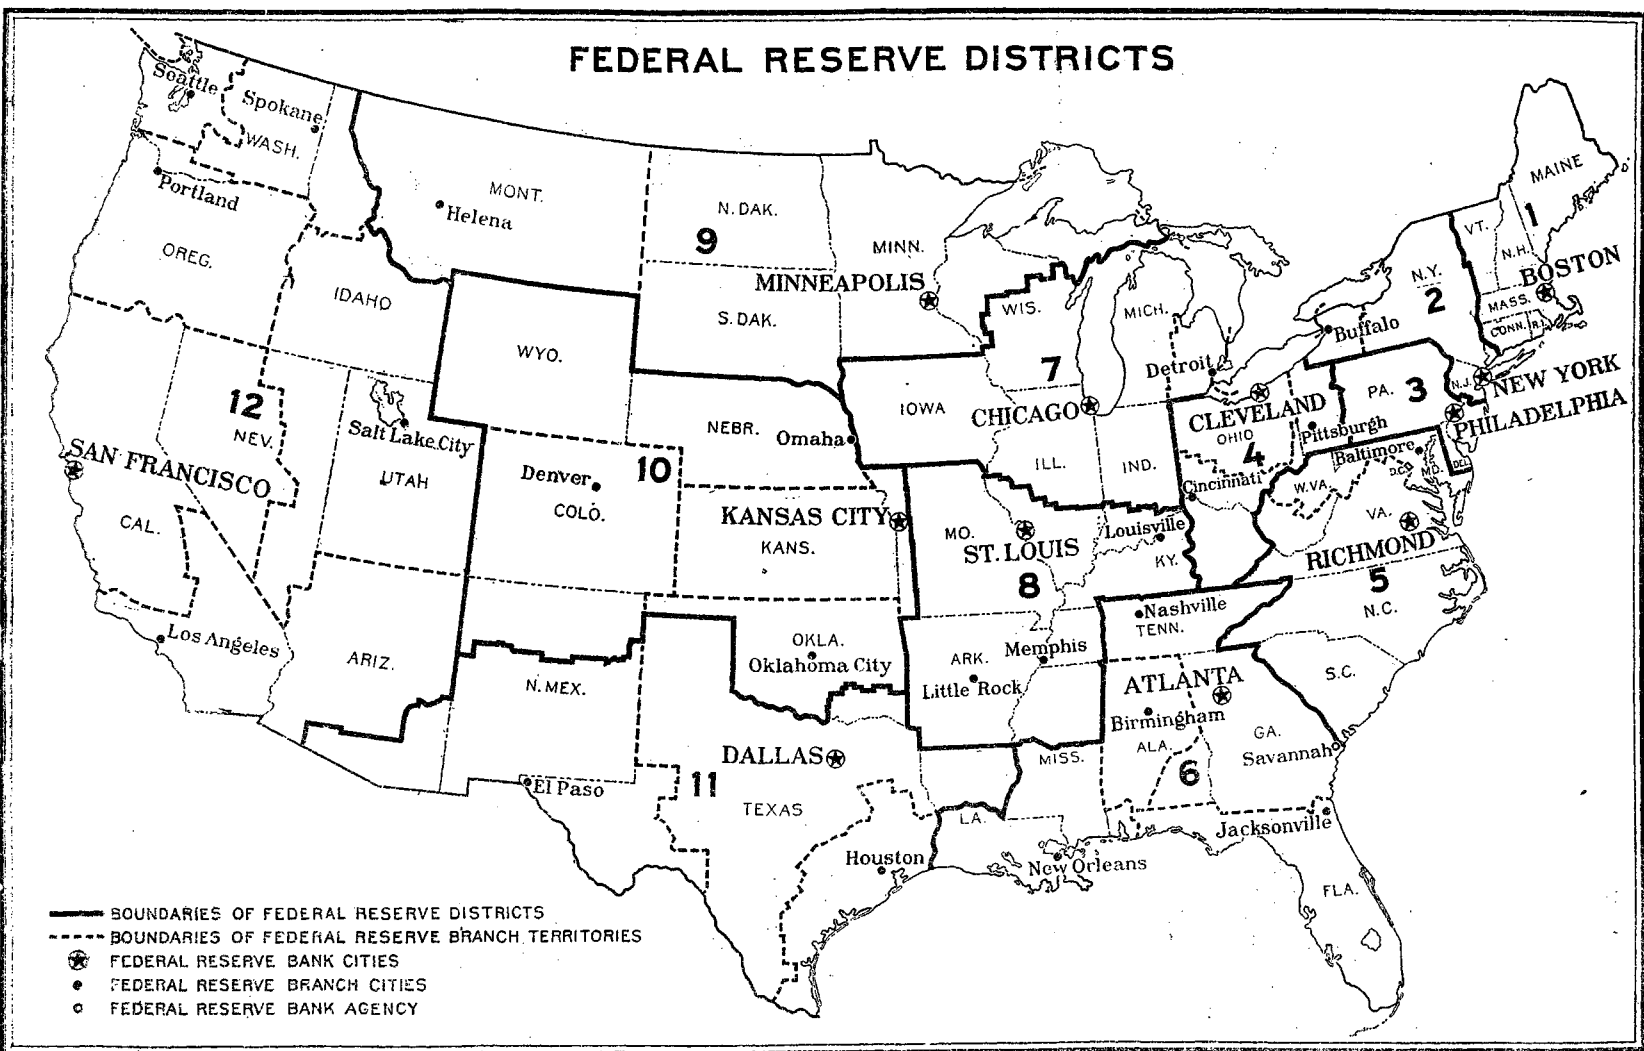 FEDERAL RESERVE DISTRICTS
Seattle
Spokane
WASH.
Portland
OREG.
MONT.
Helena
IDAHO
WYO.
N. DAK.
9
S. DAK.
MINN.
MINNEAPOLIS
WIS.
7
MICH.
Detroit
IOWA
CHICAGO
ILL.
IND.
MAINE
VT.
1
N.H.
BOSTON
MASS.
CONN.
R.I.
N.Y.
2
Buffalo
NEW YORK
N.J.
PA.
3
PHILADELPHIA
CLEVELAND
OHIO
4
Pittsburgh
Cincinnati
Baltimore
D.C.
MD.
DEL.
W.VA.
VA.
RICHMOND
5
N.C.
S.C.
12
NEV.
SAN FRANCISCO
CAL.
Los Angeles
Salt Lake City
UTAH
ARIZ.
NEBR.
Omaha
Denver
10
COLO.
KANSAS CITY
KANS.
MO.
ST. LOUIS
8
Louisville
KY.
Nashville
TENN.
Memphis
ARK.
Little Rock
OKLA.
Oklahoma City
N. MEX.
El Paso
DALLAS
11
TEXAS
Houston
LA.
New Orleans
MISS.
ATLANTA
Birmingham
ALA.
6
GA.
Savannah
Jacksonville
FLA.
BOUNDARIES OF FEDERAL RESERVE DISTRICTS
BOUNDARIES OF FEDERAL RESERVE BRANCH TERRITORIES
FEDERAL RESERVE BANK CITIES
FEDERAL RESERVE BRANCH CITIES
FEDERAL RESERVE BANK AGENCY